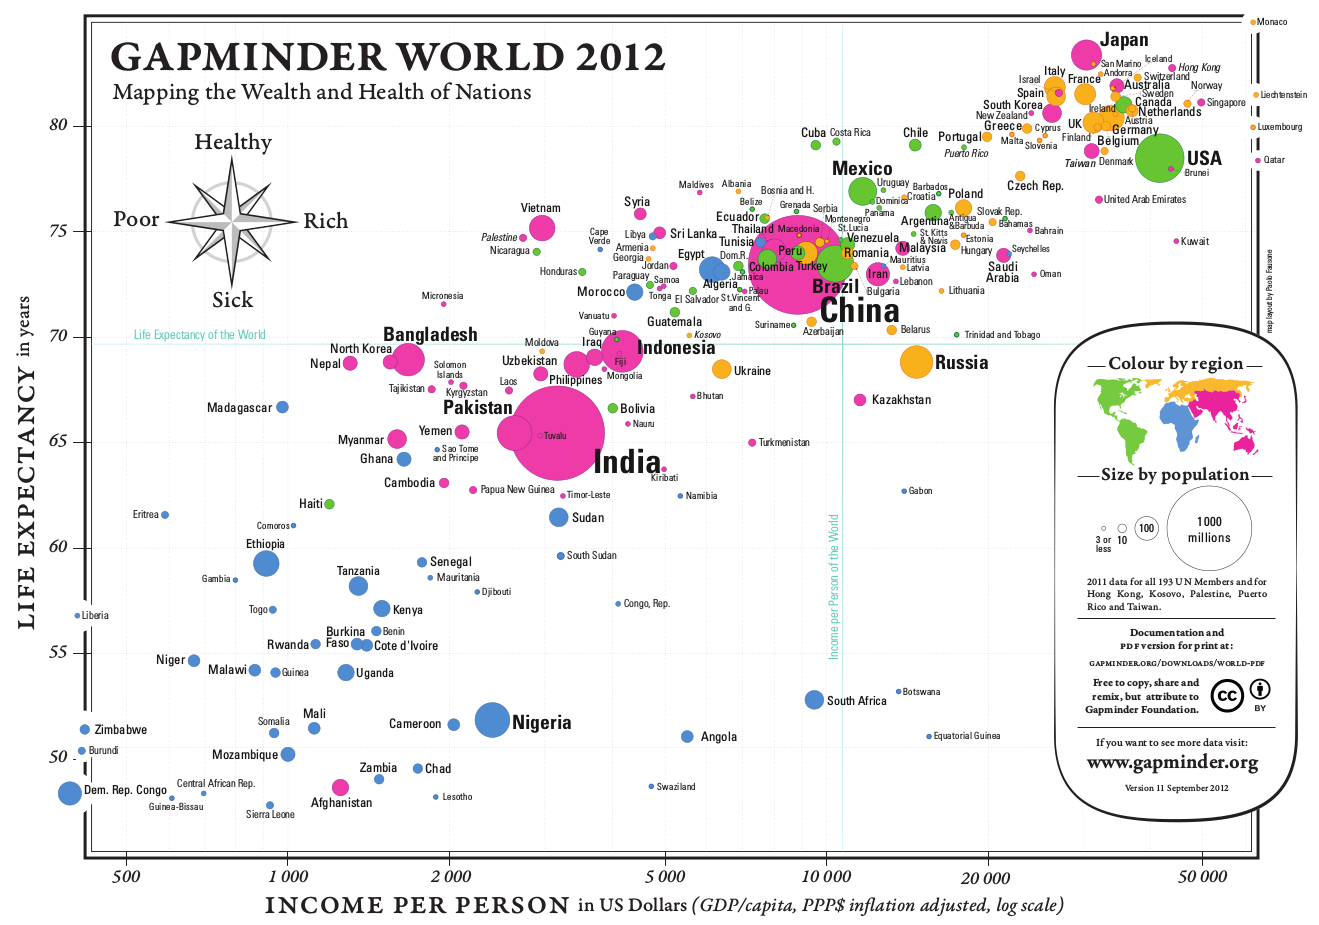 GAPMINDER WORLD 2012
Mapping the Wealth and Health of Nations
Healthy
Poor
Rich
Sick
LIFE EXPECTANCY in years
80
75
70
65
60
55
50
Life Expectancy of the World
Income per Person of the World
Monaco
Japan
San Marino
Iceland
Hong Kong
Andorra
Switzerland
Italy
Israel
France
Australia
Norway
Spain
Sweden
Singapore
Liechtenstein
South Korea
Canada
New Zealand
Ireland
Netherlands
Greece
Cyprus
UK
Austria
Germany
Luxembourg
Malta
Slovenia
Finland
Belgium
Portugal
Puerto Rico
Taiwan
Denmark
USA
Brunei
Qatar
Cuba
Costa Rica
Chile
Mexico
Czech Rep.
United Arab Emirates
Maldives
Albania
Bosnia and H.
Uruguay
Barbados
Croatia
Poland
Dominica
Panama
Belize
Grenada
Serbia
Vietnam
Syria
Ecuador
Montenegro
St.Lucia
Argentina
Antigua
&Barbuda
Slovak Rep.
Bahamas
Bahrain
Kuwait
Palestine
Nicaragua
Cape
Verde
Libya
Sri Lanka
Thailand
Macedonia
Tunisia
Venezuela
St. Kitts
& Nevis
Estonia
Hungary
Malaysia
Seychelles
Saudi
Arabia
Oman
Armenia
Georgia
Egypt
Dom.R.
Peru
Romania
Mauritius
Latvia
Lebanon
Jordan
Honduras
Paraguay
Samoa
Tonga
Algeria
Jamaica
Colombia
Turkey
Iran
Bulgaria
Lithuania
Morocco
El Salvador
St.Vincent
and G.
Palau
Brazil
China
Micronesia
Vanuatu
Guatemala
Suriname
Azerbaijan
Belarus
Trinidad and Tobago
Kosovo
Bangladesh
North Korea
Nepal
Moldova
Guyana
Iraq
Indonesia
Fiji
Uzbekistan
Philippines
Mongolia
Ukraine
Russia
Solomon
Islands
Tajikistan
Kyrgyzstan
Laos
Bhutan
Kazakhstan
Madagascar
Pakistan
Bolivia
Nauru
Myanmar
Yemen
Tuvalu
Turkmenistan
Ghana
Sao Tome
and Principe
India
Kiribati
Cambodia
Papua New Guinea
Timor-Leste
Namibia
Gabon
Haiti
Eritrea
Comoros
Sudan
Ethiopia
South Sudan
Gambia
Tanzania
Senegal
Mauritania
Djibouti
Liberia
Togo
Kenya
Congo, Rep.
Rwanda
Burkina
Faso
Benin
Cote d'Ivoire
Niger
Malawi
Guinea
Uganda
Botswana
South Africa
Zimbabwe
Somalia
Mali
Cameroon
Nigeria
Angola
Equatorial Guinea
Burundi
Mozambique
Zambia
Chad
Dem. Rep. Congo
Central African Rep.
Guinea-Bissau
Sierra Leone
Afghanistan
Lesotho
Swaziland
map layout by Paolo Fausone
Colour by region
Size by population
3 or
less
10
100
1000
millions
2011 data for all 193 UN Members and for
Hong Kong, Kosovo, Palestine, Puerto
Rico and Taiwan.
Documentation and
PDF version for print at:
GAPMINDER.ORG/DOWNLOADS/WORLD-PDF
Free to copy, share and
remix, but attribute to
Gapminder Foundation.
CC
BY
If you want to see more data visit:
www.gapminder.org
Version 11 September 2012
500
1 000
2 000
5 000
10 000
20 000
50 000
INCOME PER PERSON in US Dollars (GDP/capita, PPP$ inflation adjusted, log scale)